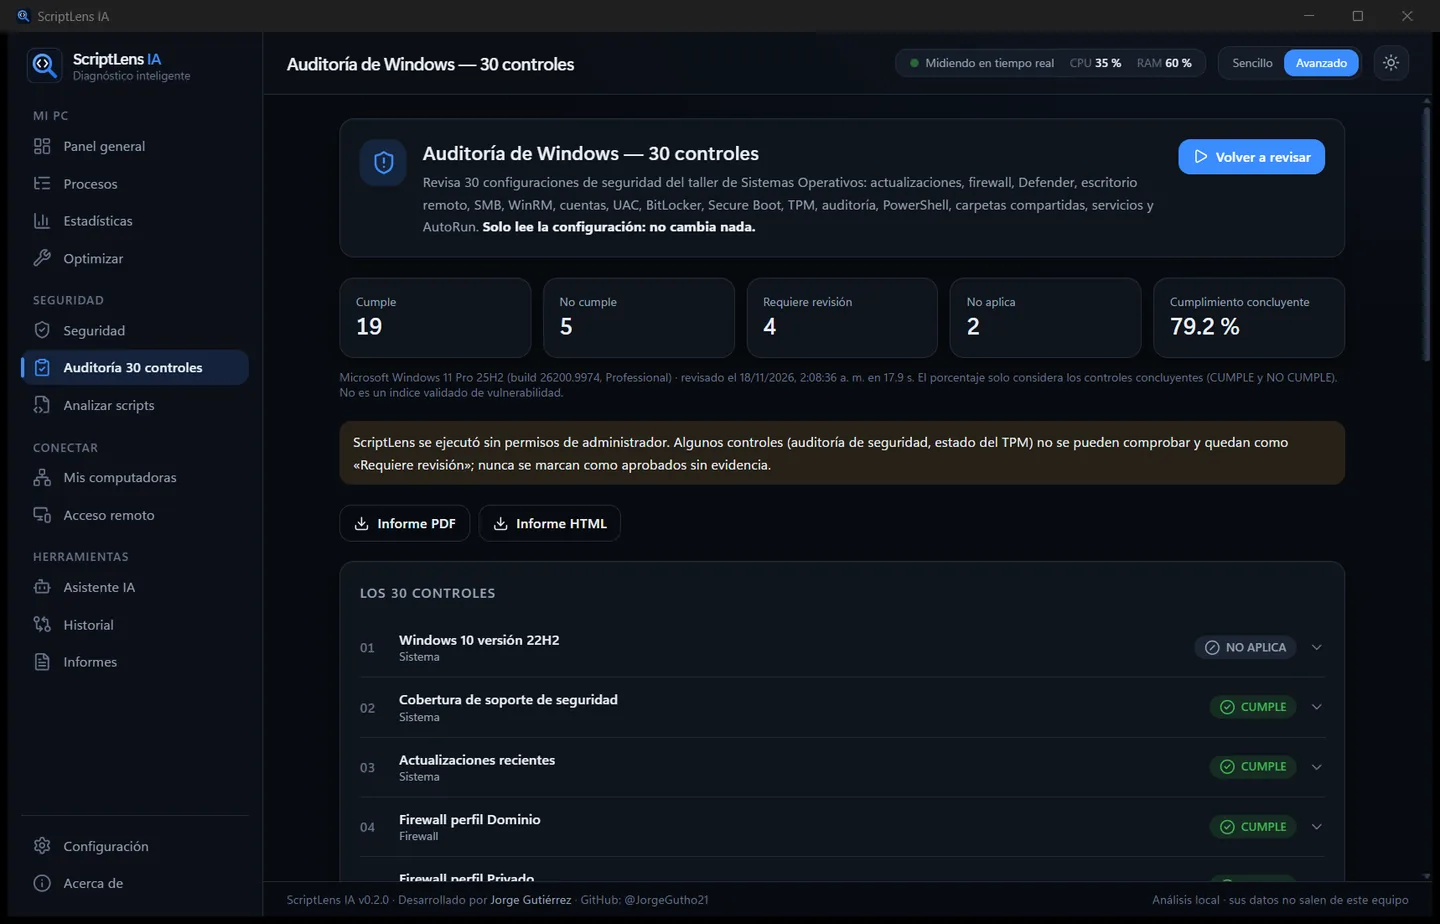 ScriptLens IA
ScriptLens IA
Diagnóstico inteligente
MI PC
Panel general
Procesos
Estadísticas
Optimizar
SEGURIDAD
Seguridad
Auditoría 30 controles
Analizar scripts
CONECTAR
Mis computadoras
Acceso remoto
HERRAMIENTAS
Asistente IA
Historial
Informes
Configuración
Acerca de
Auditoría de Windows — 30 controles
Midiendo en tiempo real CPU 35 % RAM 60 %
Sencillo Avanzado
Auditoría de Windows — 30 controles
Revisa 30 configuraciones de seguridad del taller de Sistemas Operativos: actualizaciones, firewall, Defender, escritorio
remoto, SMB, WinRM, cuentas, UAC, BitLocker, Secure Boot, TPM, auditoría, PowerShell, carpetas compartidas, servicios y
AutoRun. Solo lee la configuración: no cambia nada.
Volver a revisar
Cumple
19
No cumple
5
Requiere revisión
4
No aplica
2
Cumplimiento concluyente
79.2 %
Microsoft Windows 11 Pro 25H2 (build 26200.9974, Professional) · revisado el 18/11/2026, 2:08:36 a. m. en 17.9 s. El porcentaje solo considera los controles concluyentes (CUMPLE y NO CUMPLE).
No es un índice validado de vulnerabilidad.
ScriptLens se ejecutó sin permisos de administrador. Algunos controles (auditoría de seguridad, estado del TPM) no se pueden comprobar y quedan como
«Requiere revisión»; nunca se marcan como aprobados sin evidencia.
Informe PDF
Informe HTML
LOS 30 CONTROLES
01 Windows 10 versión 22H2 NO APLICA
Sistema
02 Cobertura de soporte de seguridad CUMPLE
Sistema
03 Actualizaciones recientes CUMPLE
Sistema
04 Firewall perfil Dominio CUMPLE
Firewall
Firewall perfil Privado
ScriptLens IA v0.2.0 · Desarrollado por Jorge Gutiérrez · GitHub: @JorgeGutho21
Análisis local · sus datos no salen de este equipo